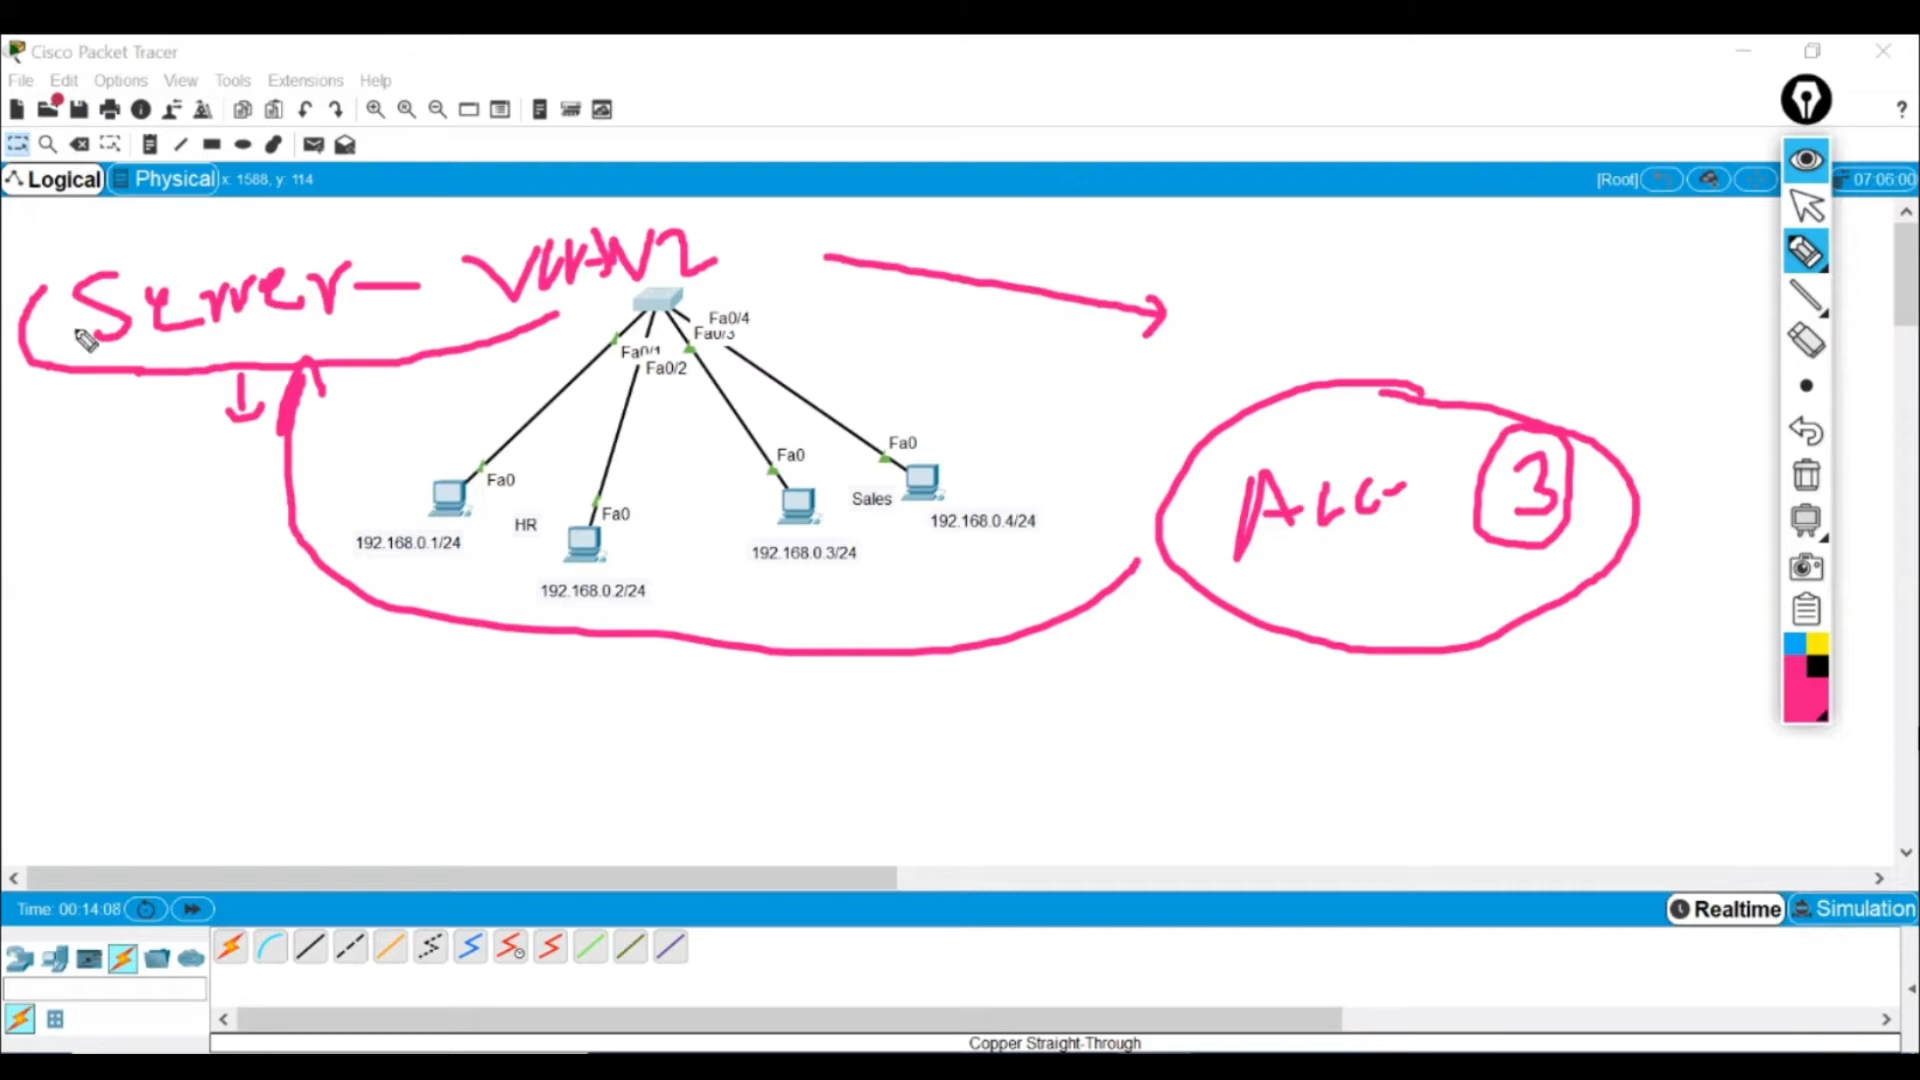 Cisco Packet Tracer
File Edit Options View Tools Extensions Help
?
Logical Physical x: 1588, y: 114 [Root] 07:06:00
Server - VLAN2
Fa0/4
Fa0/3
Fa0/1
Fa0/2
Fa0
Fa0
Fa0
Sales
Fa0
HR
Fa0
192.168.0.4/24
192.168.0.1/24
192.168.0.3/24
192.168.0.2/24
Acc 3
Time: 00:14:08 Realtime Simulation
Copper Straight-Through